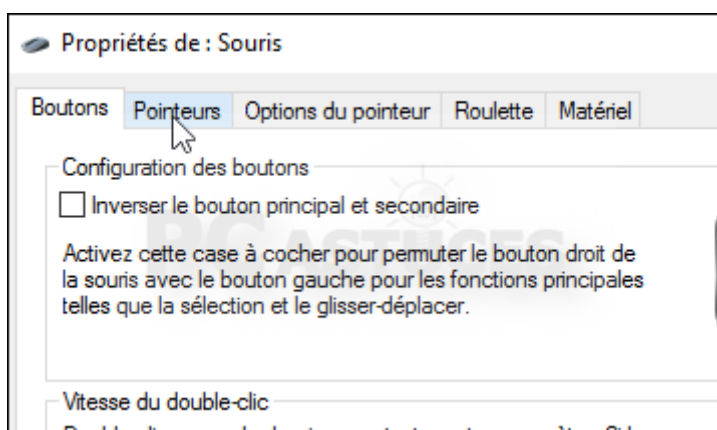 Propriétés de : Souris
Boutons Pointeurs Options du pointeur Roulette Matériel
Configuration des boutons
Inverser le bouton principal et secondaire
Activez cette case à cocher pour permuter le bouton droit de
la souris avec le bouton gauche pour les fonctions principales
telles que la sélection et le glisser-déplacer.
PC ASTUCES
Vitesse du double-clic